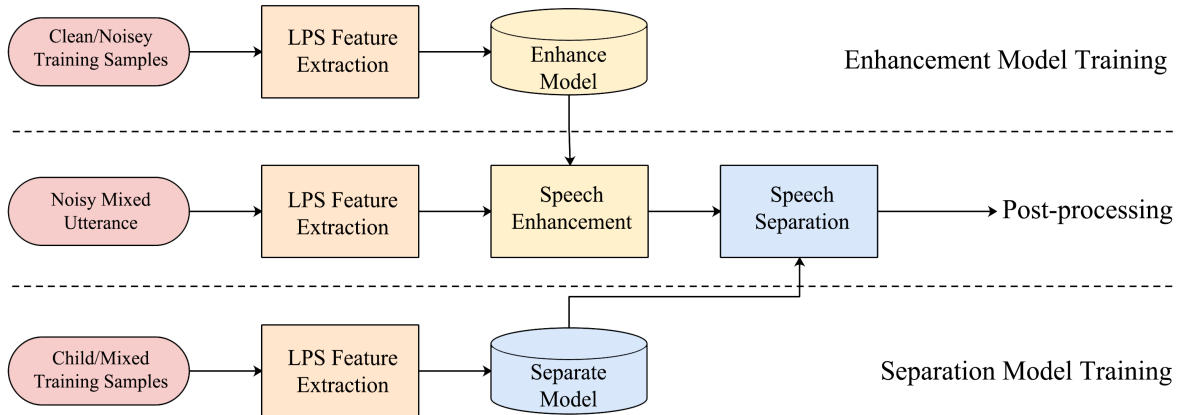 Clean/Noisey
Training Samples
LPS Feature
Extraction
Enhance
Model
Enhancement Model Training
Noisy Mixed
Utterance
LPS Feature
Extraction
Speech
Enhancement
Speech
Separation
Post-processing
Child/Mixed
Training Samples
LPS Feature
Extraction
Separate
Model
Separation Model Training